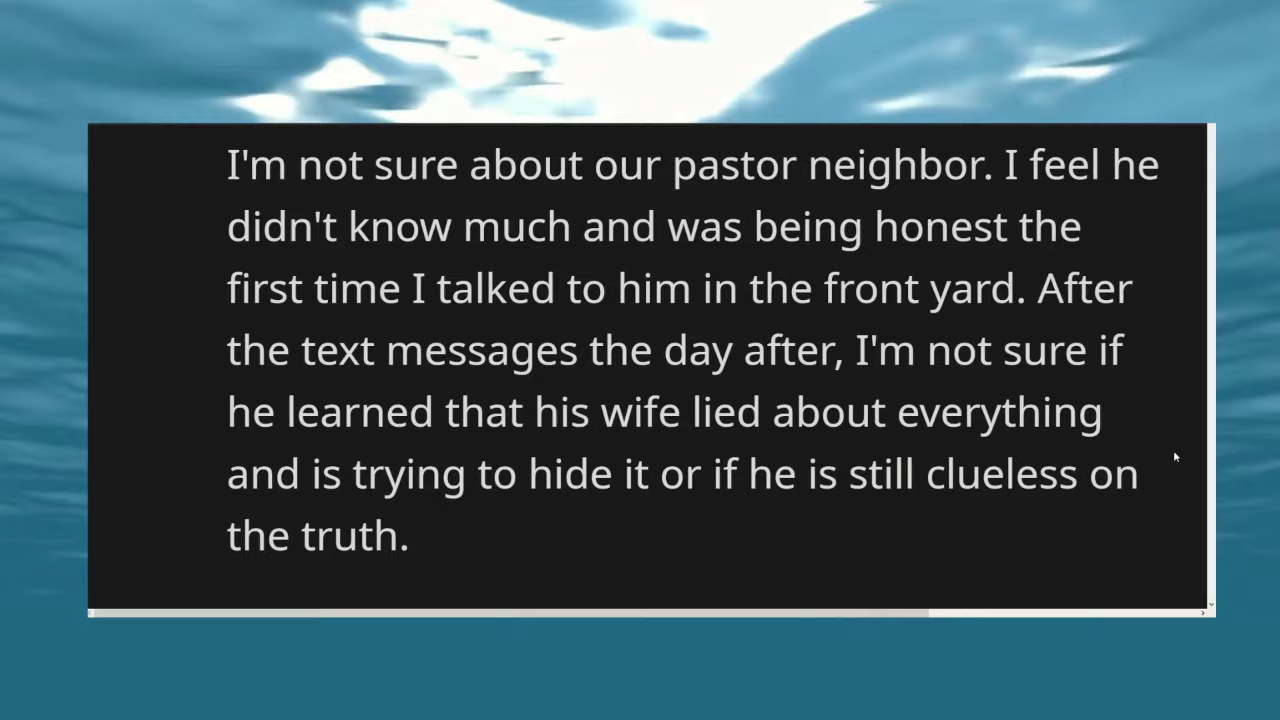 I'm not sure about our pastor neighbor. I feel he
didn't know much and was being honest the
first time I talked to him in the front yard. After
the text messages the day after, I'm not sure if
he learned that his wife lied about everything
and is trying to hide it or if he is still clueless on
the truth.